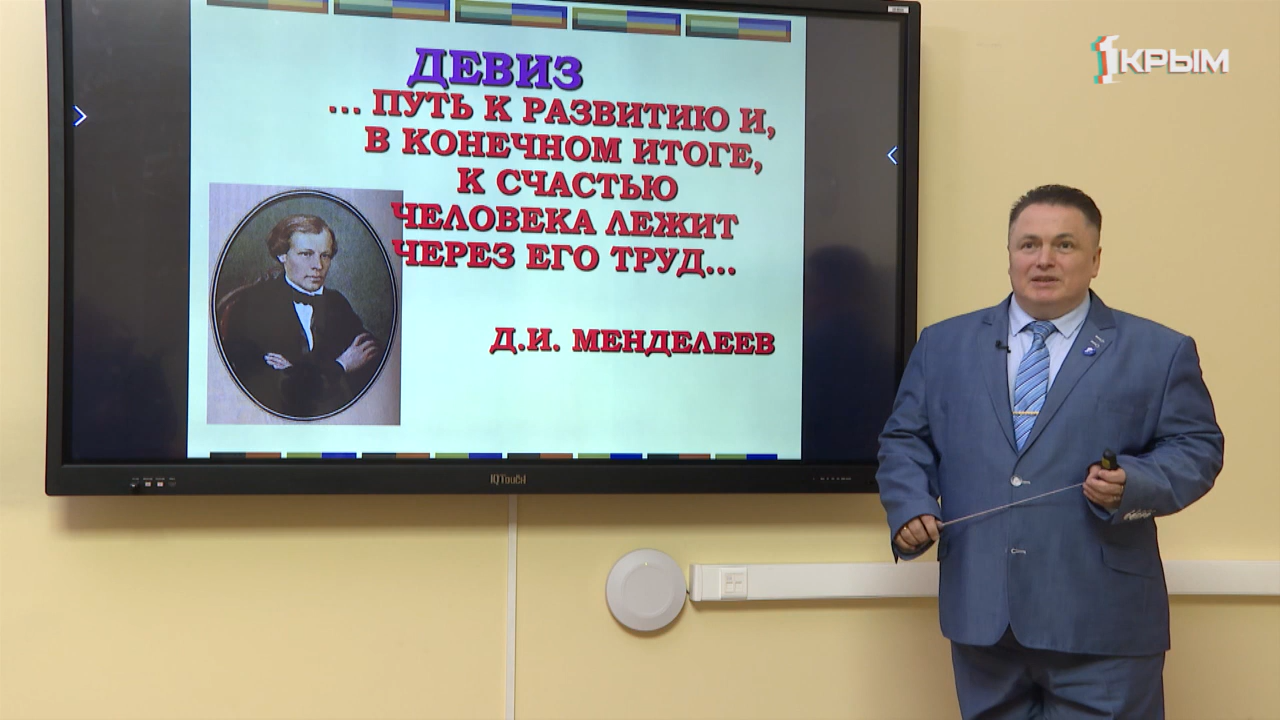 1КРЫМ
ДЕВИЗ
... ПУТЬ К РАЗВИТИЮ И,
В КОНЕЧНОМ ИТОГЕ,
К СЧАСТЬЮ
ЧЕЛОВЕКА ЛЕЖИТ
ЧЕРЕЗ ЕГО ТРУД...
Д.И. МЕНДЕЛЕЕВ
IQTouch